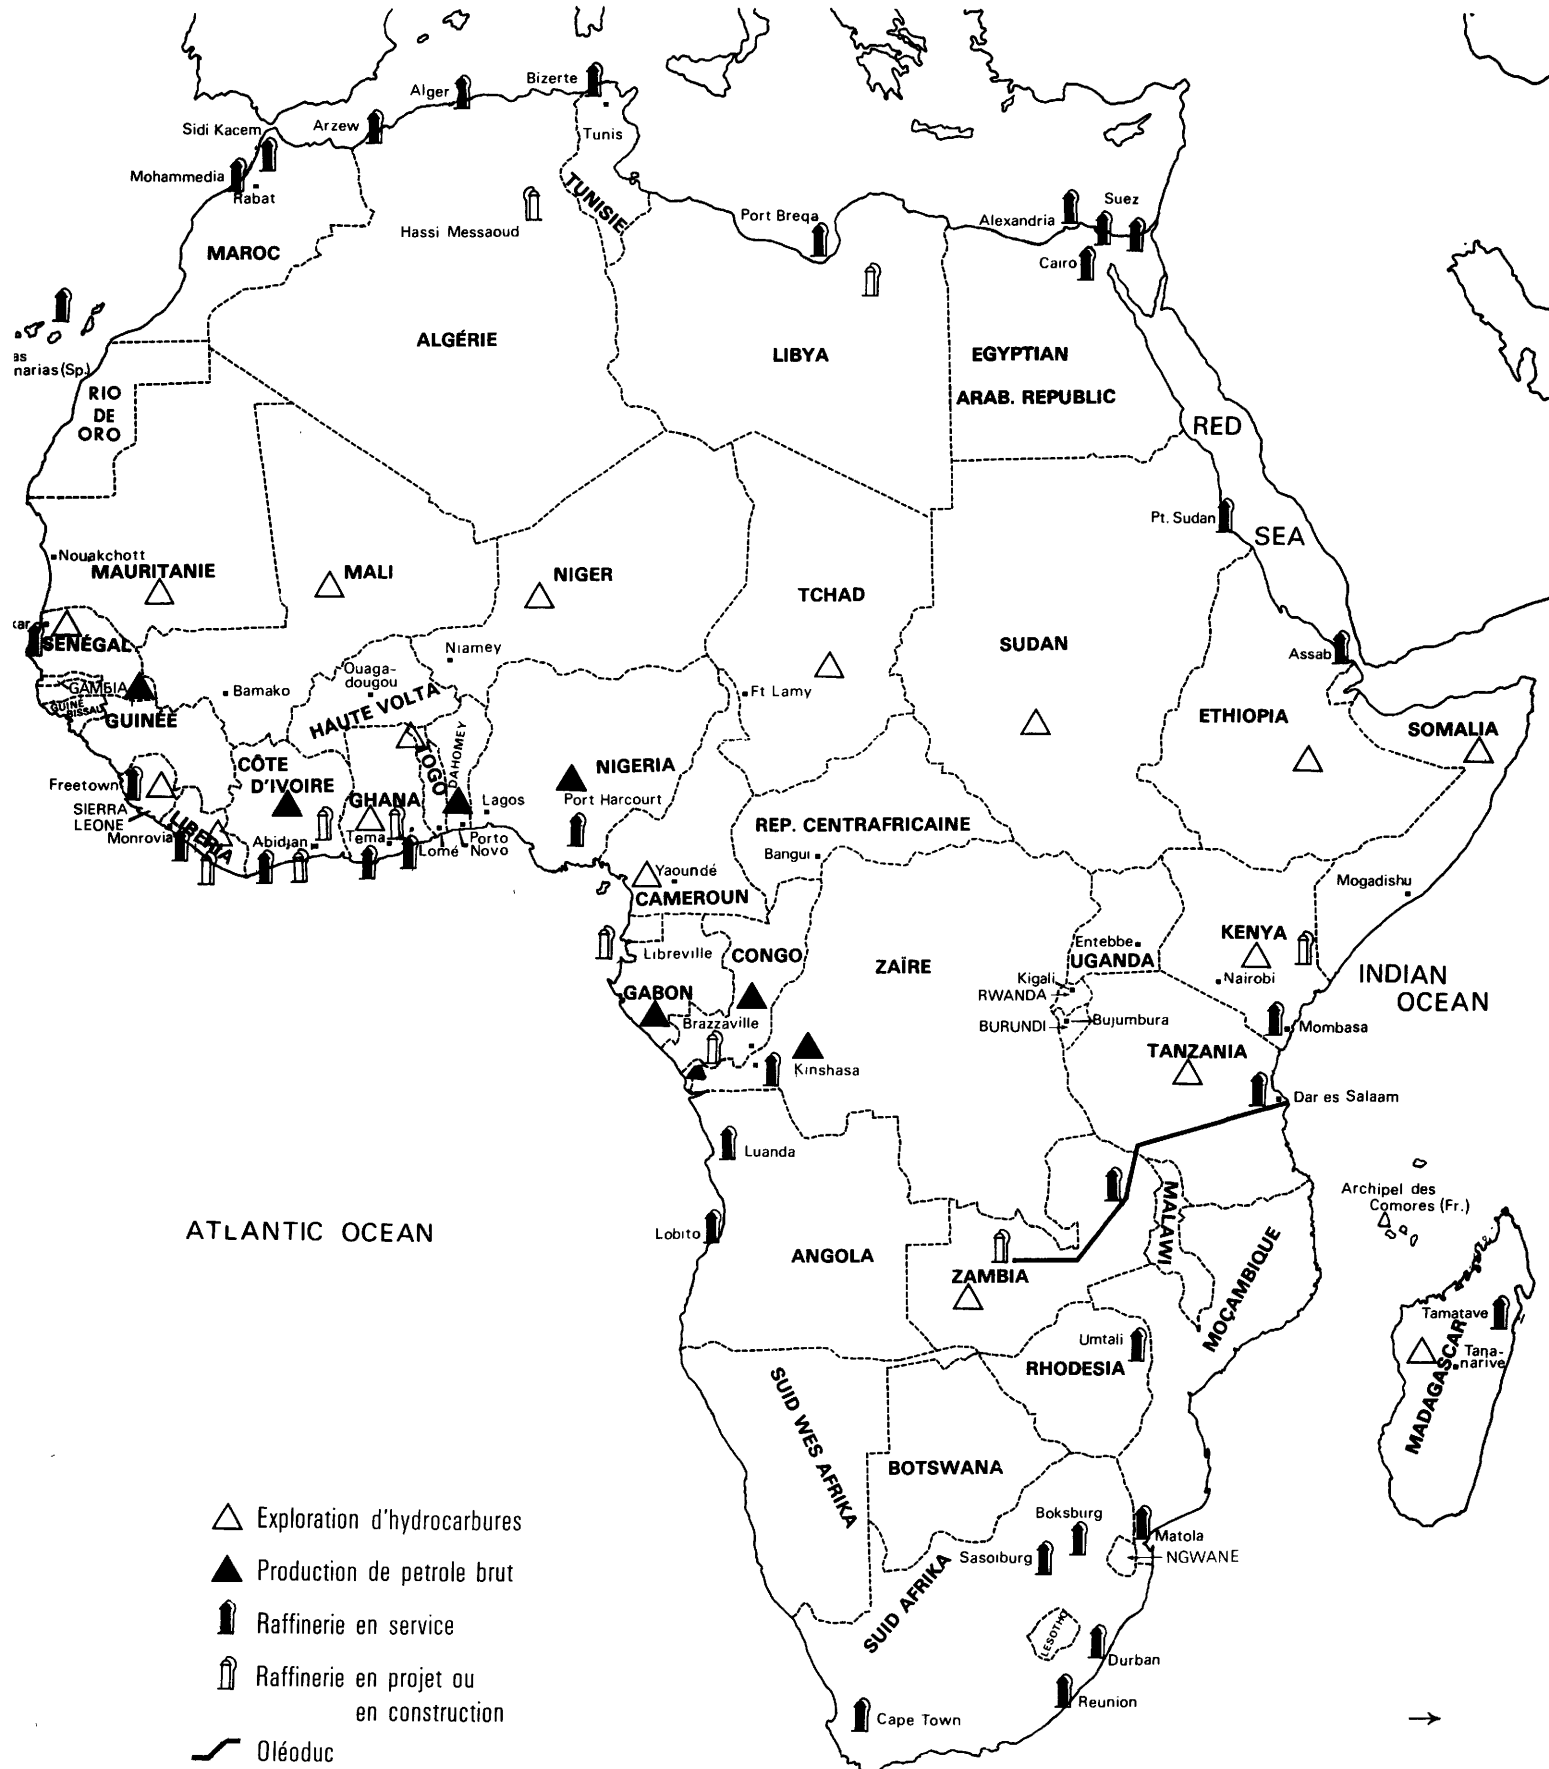 Bizerte
Alger
Sidi Kacem
Arzew
Tunis
Mohammedia
Rabat
TUNISIE
Hassi Messaoud
Port Breqa
Alexandria
Suez
Cairo
MAROC
ALGÉRIE
LIBYA
EGYPTIAN
ARAB. REPUBLIC
as
narias (Sp.)
RIO
DE
ORO
RED
SEA
Pt. Sudan
Nouakchott
MAURITANIE
MALI
NIGER
TCHAD
SUDAN
kar
SENÉGAL
Niamey
Ouaga-
dougou
Assab
GAMBIA
GUINÉ
BISSAU
GUINÉE
Bamako
HAUTE VOLTA
Ft Lamy
ETHIOPIA
SOMALIA
CÔTE
D'IVOIRE
TOGO
DAHOMEY
NIGERIA
Freetown
SIERRA
LEONE
LIBERIA
GHANA
Lagos
Port Harcourt
Monrovia
Abidjan
Tema
Lomé
Porto
Novo
REP. CENTRAFRICAINE
Bangui
Yaoundé
CAMEROUN
Mogadishu
Libreville
CONGO
ZAÏRE
Entebbe
UGANDA
KENYA
Nairobi
INDIAN
OCEAN
GABON
Kigali
RWANDA
BURUNDI
Bujumbura
Brazzaville
Mombasa
Kinshasa
TANZANIA
Dar es Salaam
Luanda
Archipel des
Comores (Fr.)
MALAWI
ATLANTIC OCEAN
Lobito
ANGOLA
ZAMBIA
MOÇAMBIQUE
Tamatave
Tana-
narive
MADAGASCAR
Umtali
RHODESIA
SUID WES AFRIKA
BOTSWANA
Boksburg
Sasolburg
Matola
NGWANE
SUID AFRIKA
LESOTHO
Durban
Reunion
Cape Town
Exploration d'hydrocarbures
Production de petrole brut
Raffinerie en service
Raffinerie en projet ou
en construction
Oléoduc